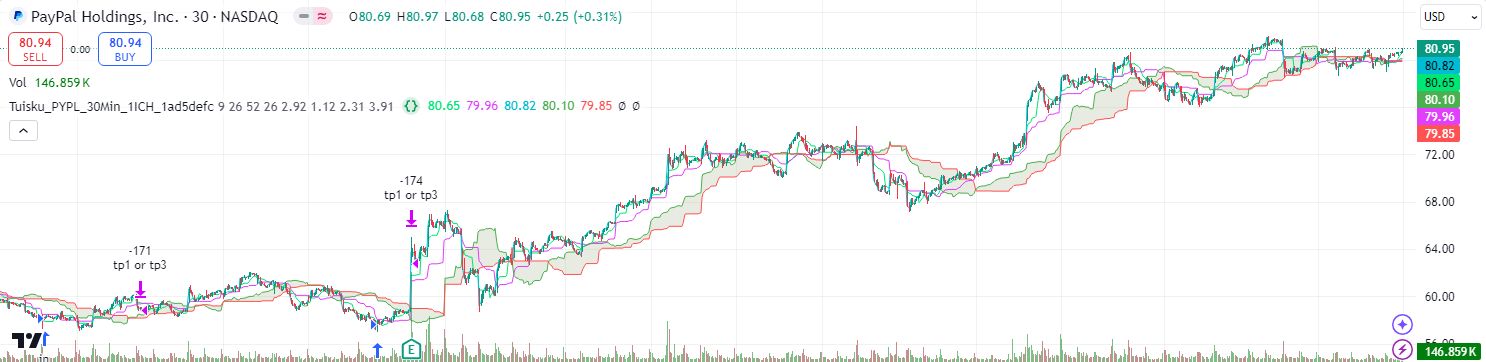 PayPal Holdings, Inc. · 30 · NASDAQ O80.69 H80.97 L80.68 C80.95 +0.25 (+0.31%)
USD
80.94 SELL
0.00
80.94 BUY
Vol 146.859 K
Tuisku_PYPL_30Min_1ICH_1ad5defc 9 26 52 26 2.92 1.12 2.31 3.91 {} 80.65 79.96 80.82 80.10 79.85 Ø Ø
80.95
80.82
80.65
80.10
79.96
79.85
72.00
68.00
64.00
60.00
146.859 K
-174
tp1 or tp3
-171
tp1 or tp3
E